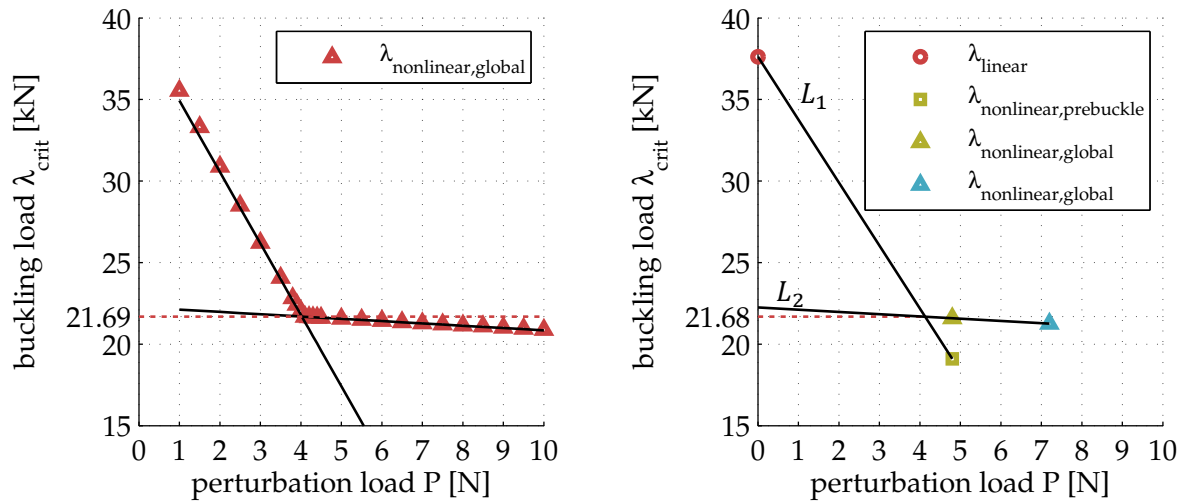 40
35
30
25
21.69
20
15
0 1 2 3 4 5 6 7 8 9 10
perturbation load P [N]
buckling load λcrit [kN]
λnonlinear,global
40
35
30
25
21.68
20
15
0 1 2 3 4 5 6 7 8 9 10
perturbation load P [N]
buckling load λcrit [kN]
L1
L2
λlinear
λnonlinear,prebuckle
λnonlinear,global
λnonlinear,global